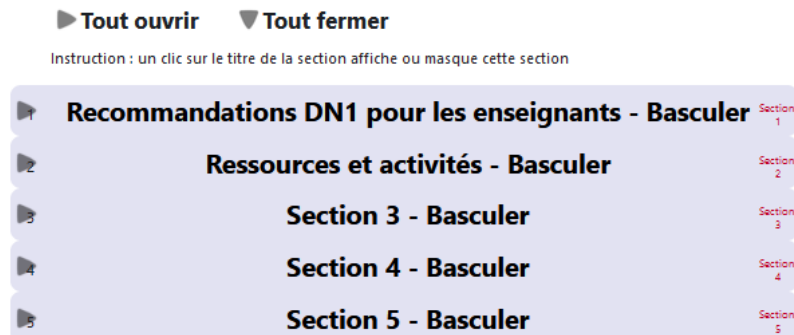 Tout ouvrir Tout fermer
Instruction : un clic sur le titre de la section affiche ou masque cette section
1 Recommandations DN1 pour les enseignants - Basculer Section 1
2 Ressources et activités - Basculer Section 2
3 Section 3 - Basculer Section 3
4 Section 4 - Basculer Section 4
5 Section 5 - Basculer Section 5